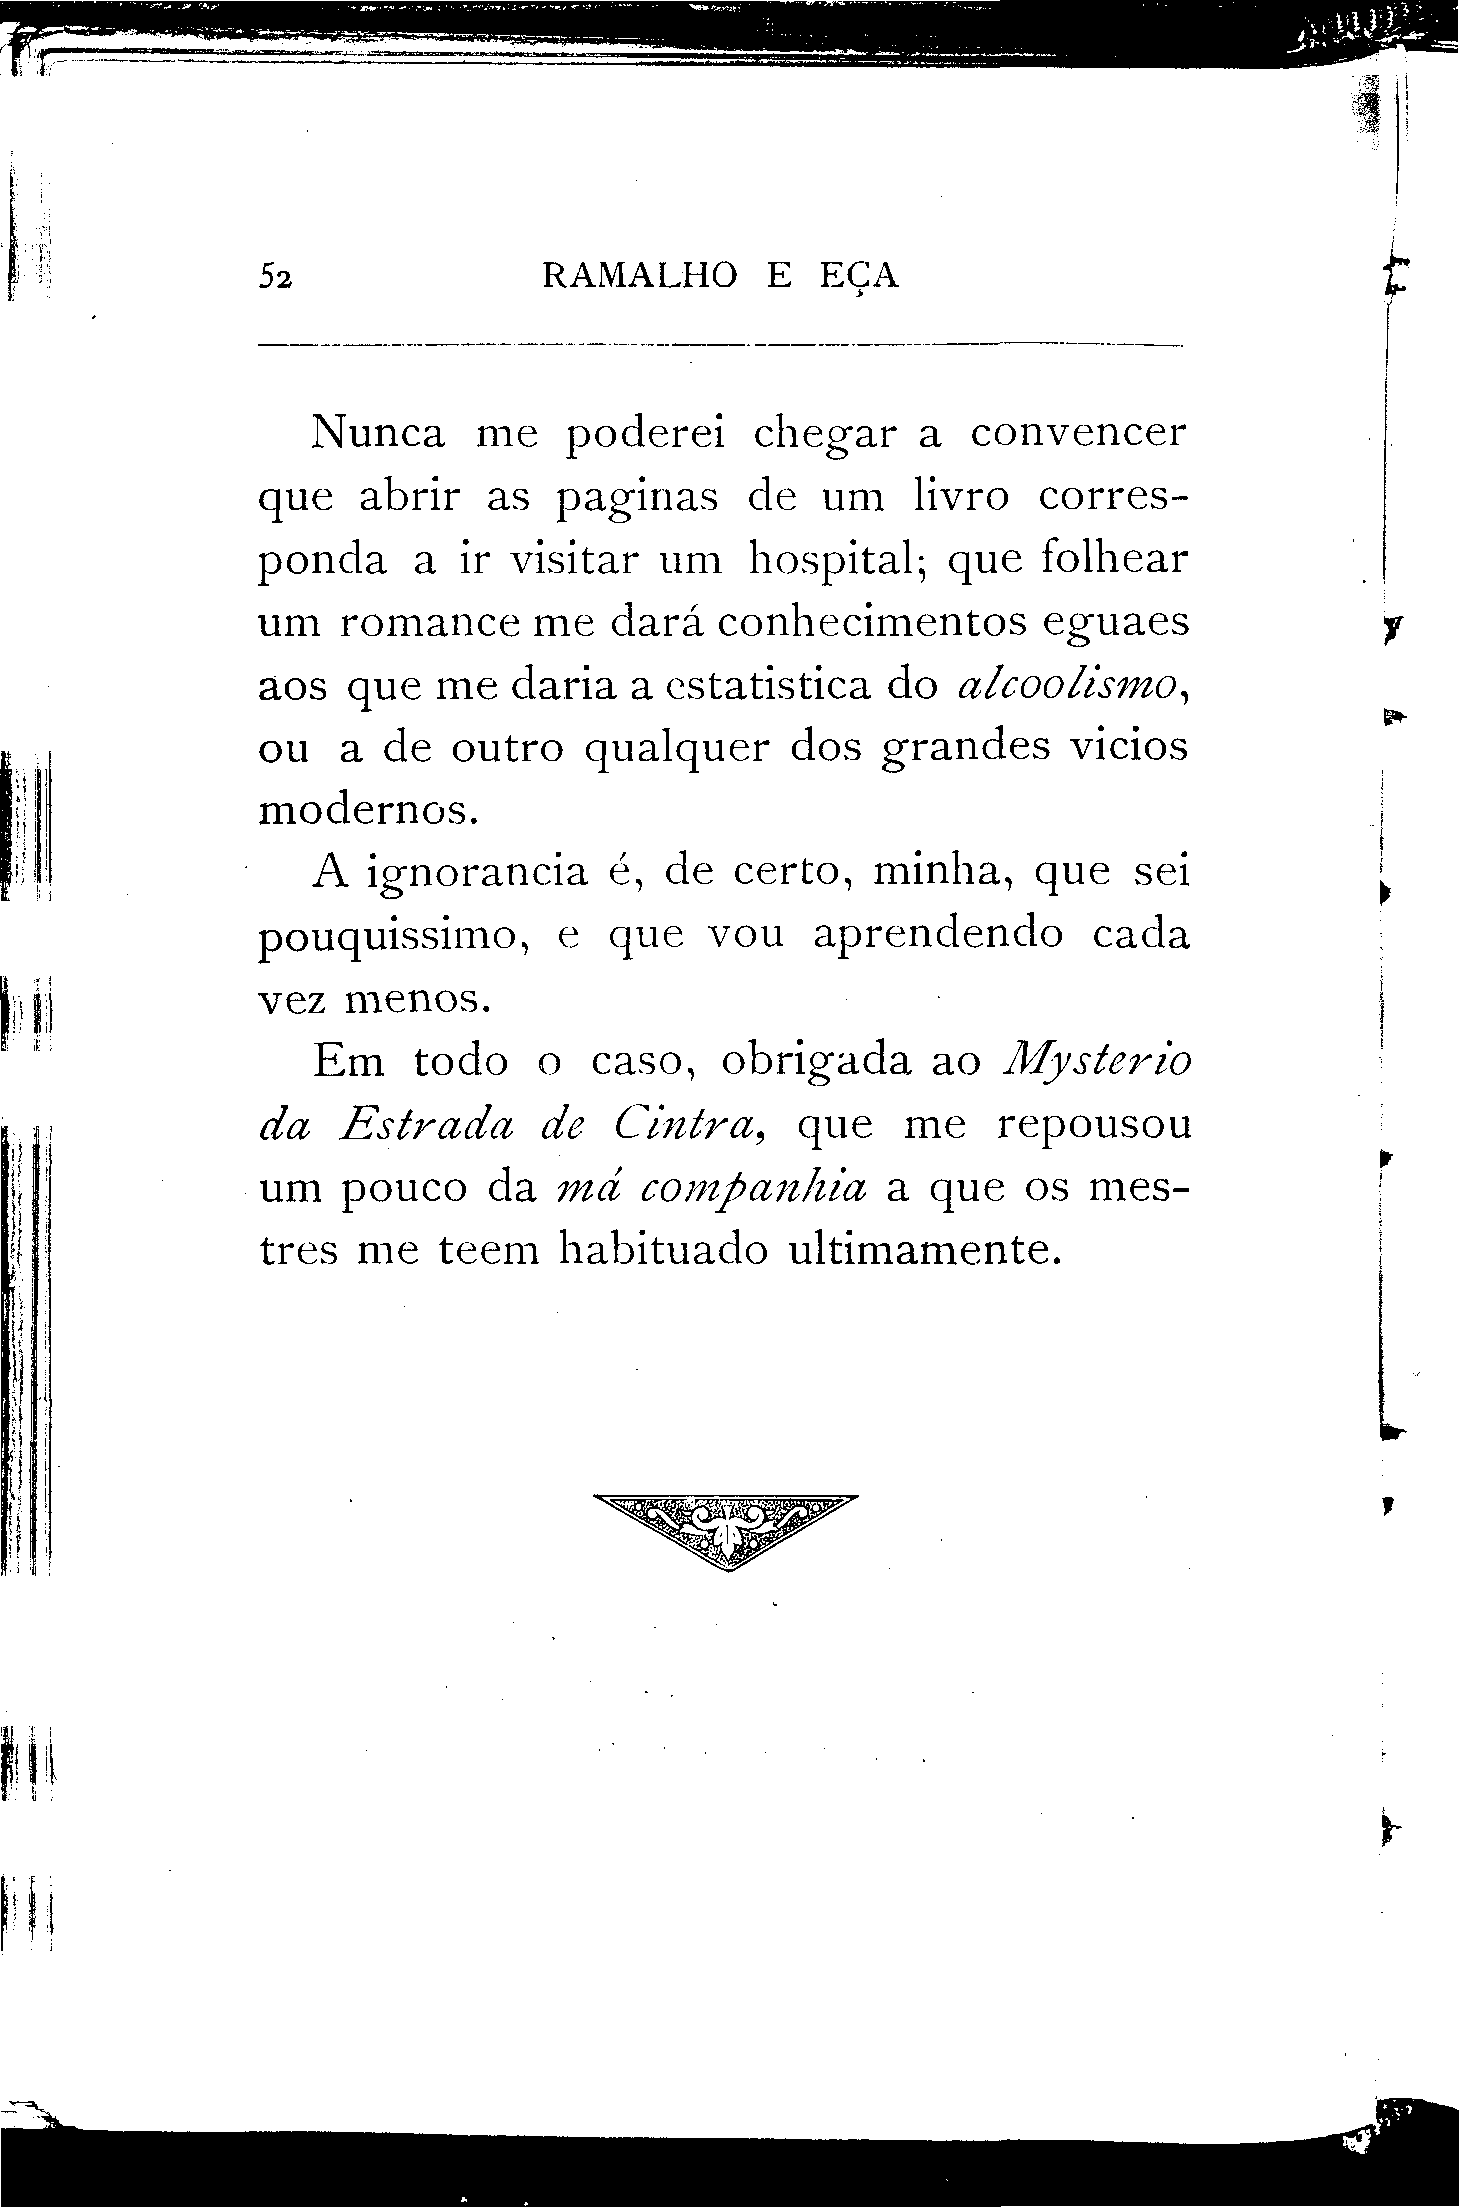 52 RAMALHO E EÇA
Nunca me poderei chegar a convencer
que abrir as paginas de um livro corres-
ponda a ir visitar um hospital; que folhear
um romance me dará conhecimentos eguaes
aos que me daria a estatistica do alcoolismo,
ou a de outro qualquer dos grandes vicios
modernos.
A ignorancia é, de certo, minha, que sei
pouquissimo, e que vou aprendendo cada
vez menos.
Em todo o caso, obrigada ao Mysterio
da Estrada de Cintra, que me repousou
um pouco da má companhia a que os mes-
tres me teem habituado ultimamente.